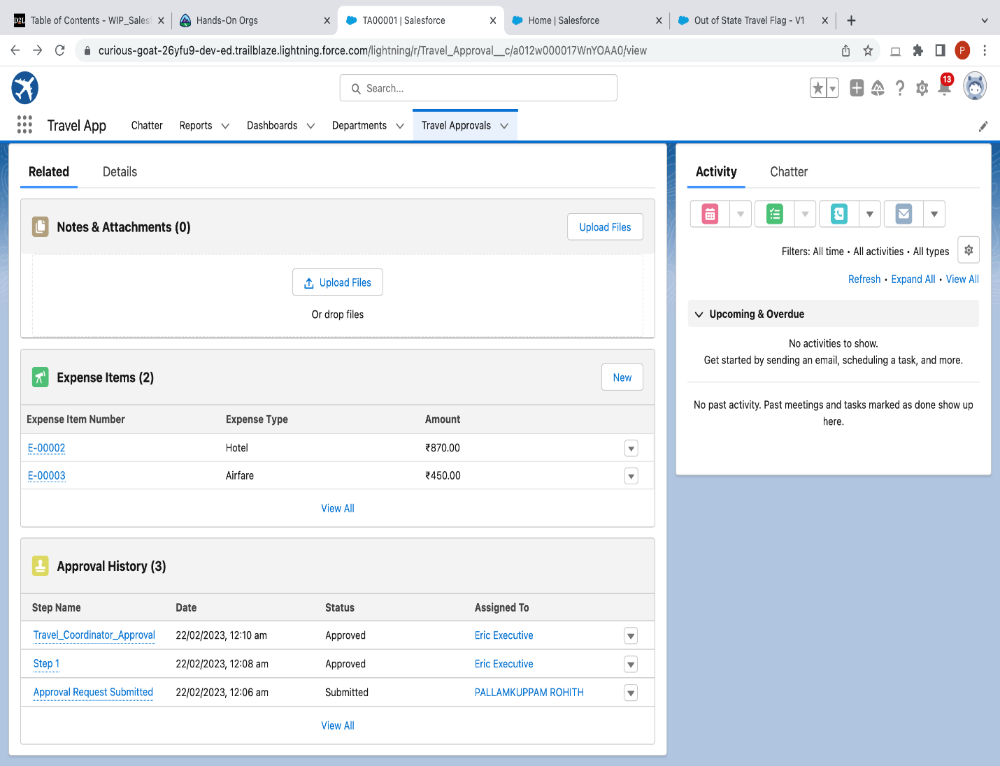 D2L Table of Contents - WIP_Sales
Hands-On Orgs
TA00001 | Salesforce
Home | Salesforce
Out of State Travel Flag - V1
curious-goat-26yfu9-dev-ed.trailblaze.lightning.force.com/lightning/r/Travel_Approval__c/a012w000017WnYOAA0/view
P
Search...
13
Travel App Chatter Reports Dashboards Departments Travel Approvals
Related Details
Notes & Attachments (0) Upload Files
Upload Files
Or drop files
Expense Items (2) New
Expense Item Number Expense Type Amount
E-00002 Hotel ₹870.00
E-00003 Airfare ₹450.00
View All
Approval History (3)
Step Name Date Status Assigned To
Travel_Coordinator_Approval 22/02/2023, 12:10 am Approved Eric Executive
Step 1 22/02/2023, 12:08 am Approved Eric Executive
Approval Request Submitted 22/02/2023, 12:06 am Submitted PALLAMKUPPAM ROHITH
View All
Activity Chatter
Filters: All time • All activities • All types
Refresh • Expand All • View All
Upcoming & Overdue
No activities to show.
Get started by sending an email, scheduling a task, and more.
No past activity. Past meetings and tasks marked as done show up
here.